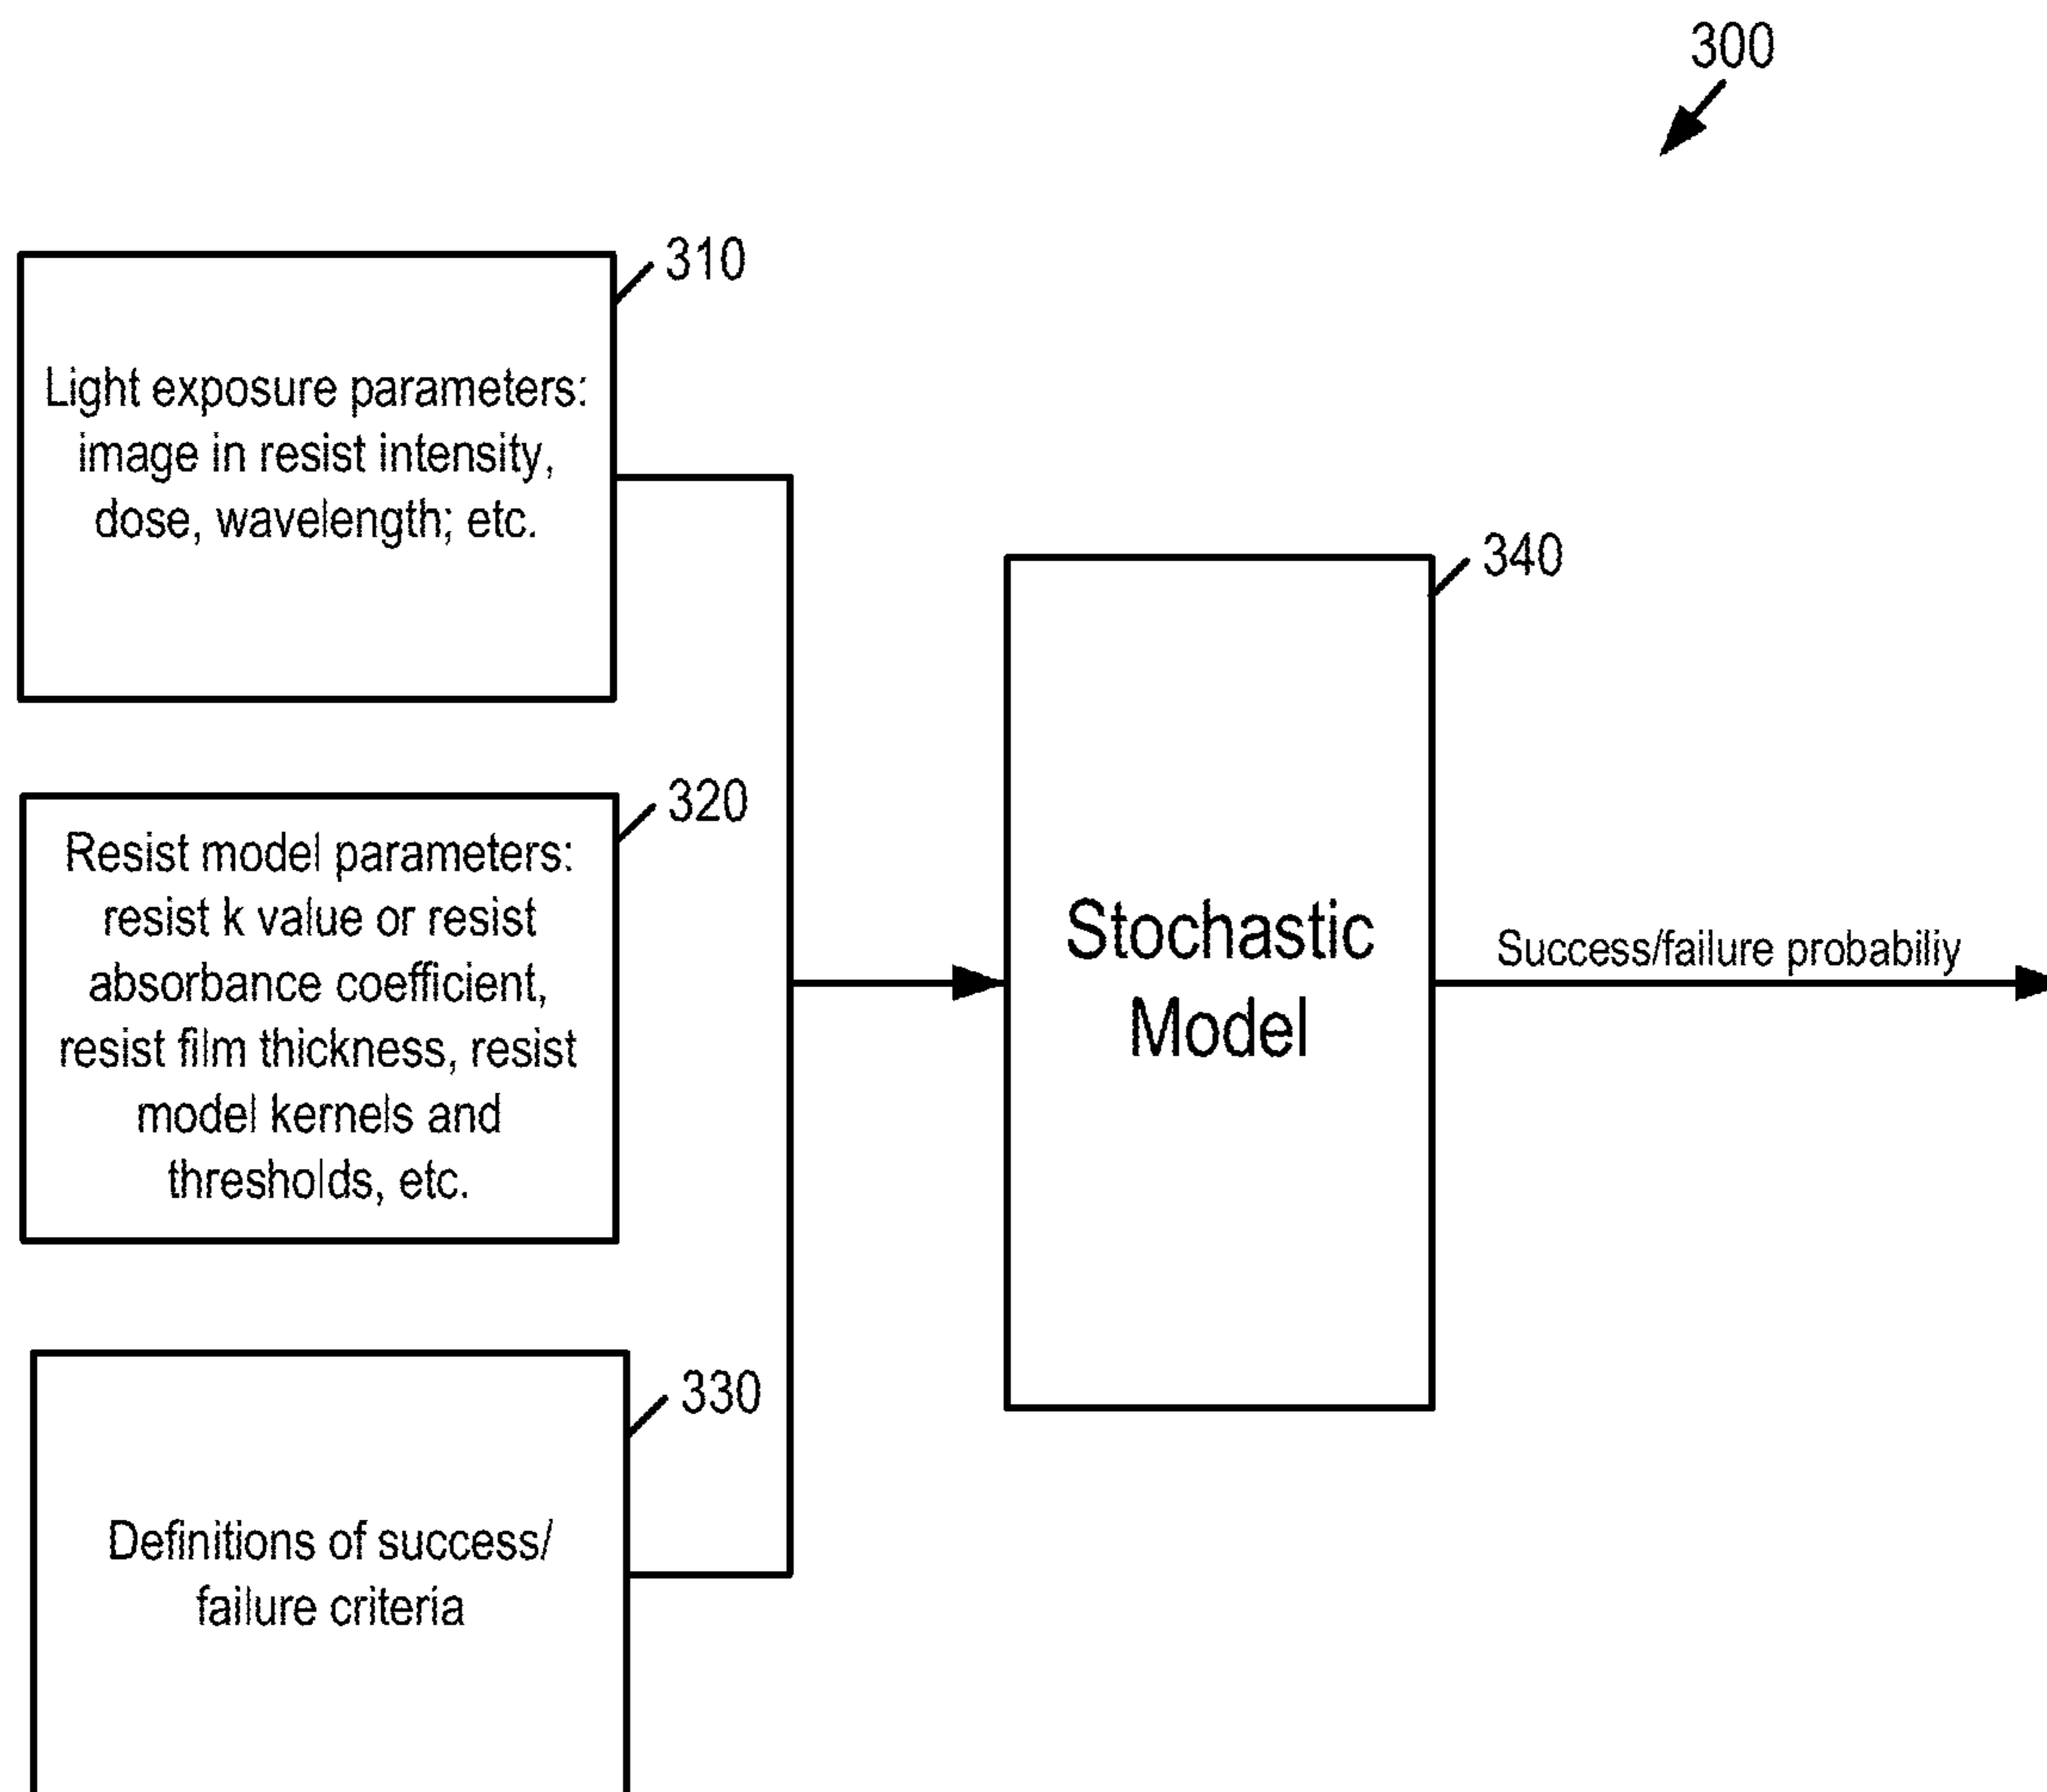 300
310
Light exposure parameters:
image in resist intensity,
dose, wavelength; etc.
320
Resist model parameters:
resist k value or resist
absorbance coefficient,
resist film thickness, resist
model kernels and
thresholds, etc.
330
Definitions of success/
failure criteria
340
Stochastic
Model
Success/failure probabiliy